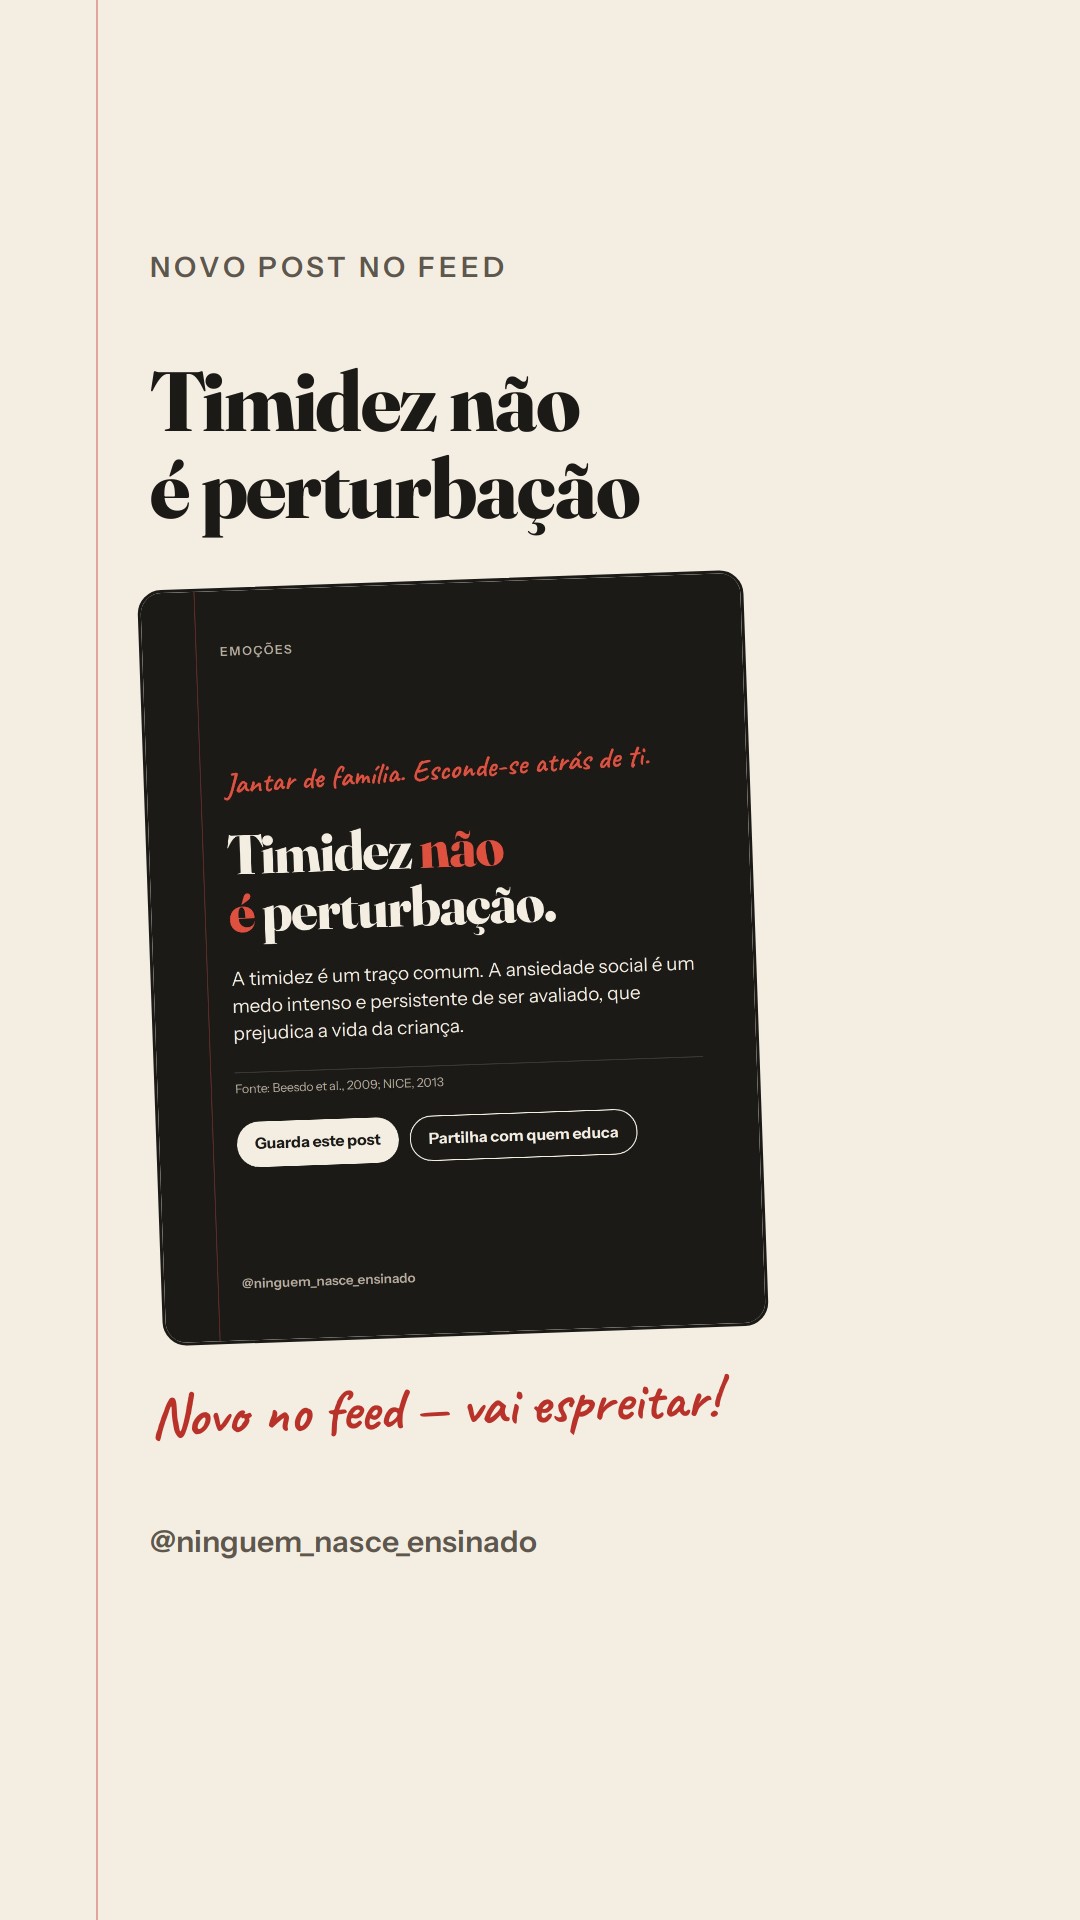 NOVO POST NO FEED
Timidez não
é perturbação
EMOÇÕES
Jantar de família. Esconde-se atrás de ti.
Timidez não
é perturbação.
A timidez é um traço comum. A ansiedade social é um
medo intenso e persistente de ser avaliado, que
prejudica a vida da criança.
Fonte: Beesdo et al., 2009; NICE, 2013
Guarda este post
Partilha com quem educa
@ninguem_nasce_ensinado
Novo no feed — vai espreitar!
@ninguem_nasce_ensinado